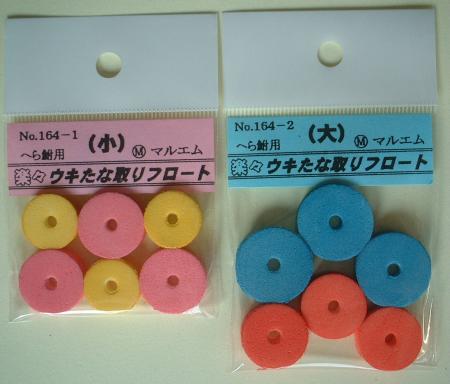 No.164-1
(小)
へら鮒用
Ⓜ マルエム
楽々ウキたな取りフロート
No.164-2
(大)
へら鮒用
Ⓜ マルエム
楽々ウキたな取りフロート